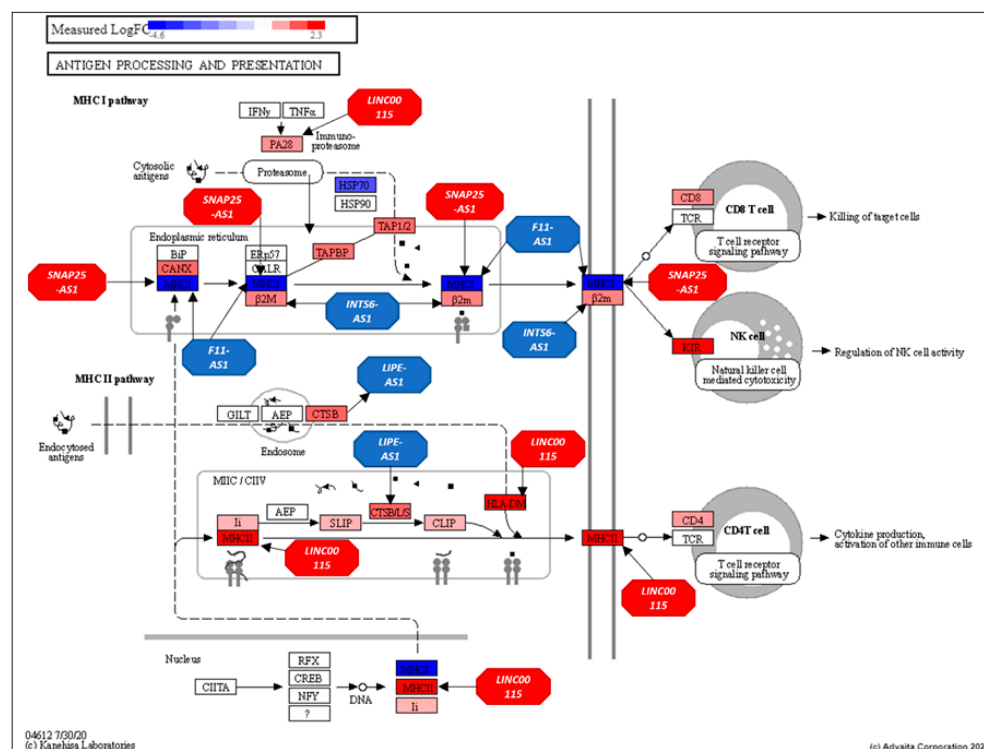 Measured LogFC
-4.6
2.3
ANTIGEN PROCESSING AND PRESENTATION
MHC I pathway
IFNγ
TNFα
LINC00
115
PA28
Immuno-
proteasome
Cytosolic
antigens
Proteasome
HSP70
HSP90
SNAP25
-AS1
SNAP25
-AS1
F11-
AS1
TAP1/2
TAPBP
Endoplasmic reticulum
BiP
CANX
MHCI
ERp57
CALR
MHCI
β2M
MHCI
β2m
MHCI
β2m
SNAP25
-AS1
SNAP25
-AS1
INTS6-
AS1
INTS6-
AS1
F11-
AS1
CD8
TCR
CD8 T cell
T cell receptor
signaling pathway
Killing of target cells
KIR
NK cell
Natural killer cell
mediated cytotoxicity
Regulation of NK cell activity
MHC II pathway
LIPE-
AS1
GILT
AEP
CTSB
Endocytosed
antigens
Endosome
LIPE-
AS1
LINC00
115
MIIC / CIIV
Ii
MHCII
AEP
SLIP
CTSB/L/S
CLIP
HLA-DM
LINC00
115
MHCII
LINC00
115
CD4
TCR
CD4T cell
T cell receptor
signaling pathway
Cytokine production,
activation of other immune cells
Nucleus
CIITA
RFX
CREB
NFY
?
DNA
MHCI
MHCII
Ii
LINC00
115
04612 7/30/20
(c) Kanehisa Laboratories
(c) Advaita Corporation 202